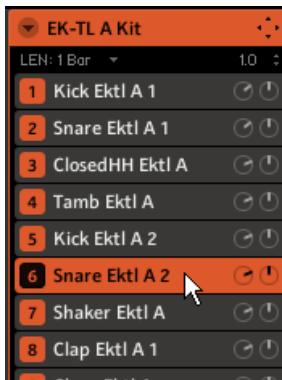 EK-TL A Kit
LEN: 1 Bar 1.0
1 Kick Ektl A 1
2 Snare Ektl A 1
3 ClosedHH Ektl A
4 Tamb Ektl A
5 Kick Ektl A 2
6 Snare Ektl A 2
7 Shaker Ektl A
8 Clap Ektl A 1